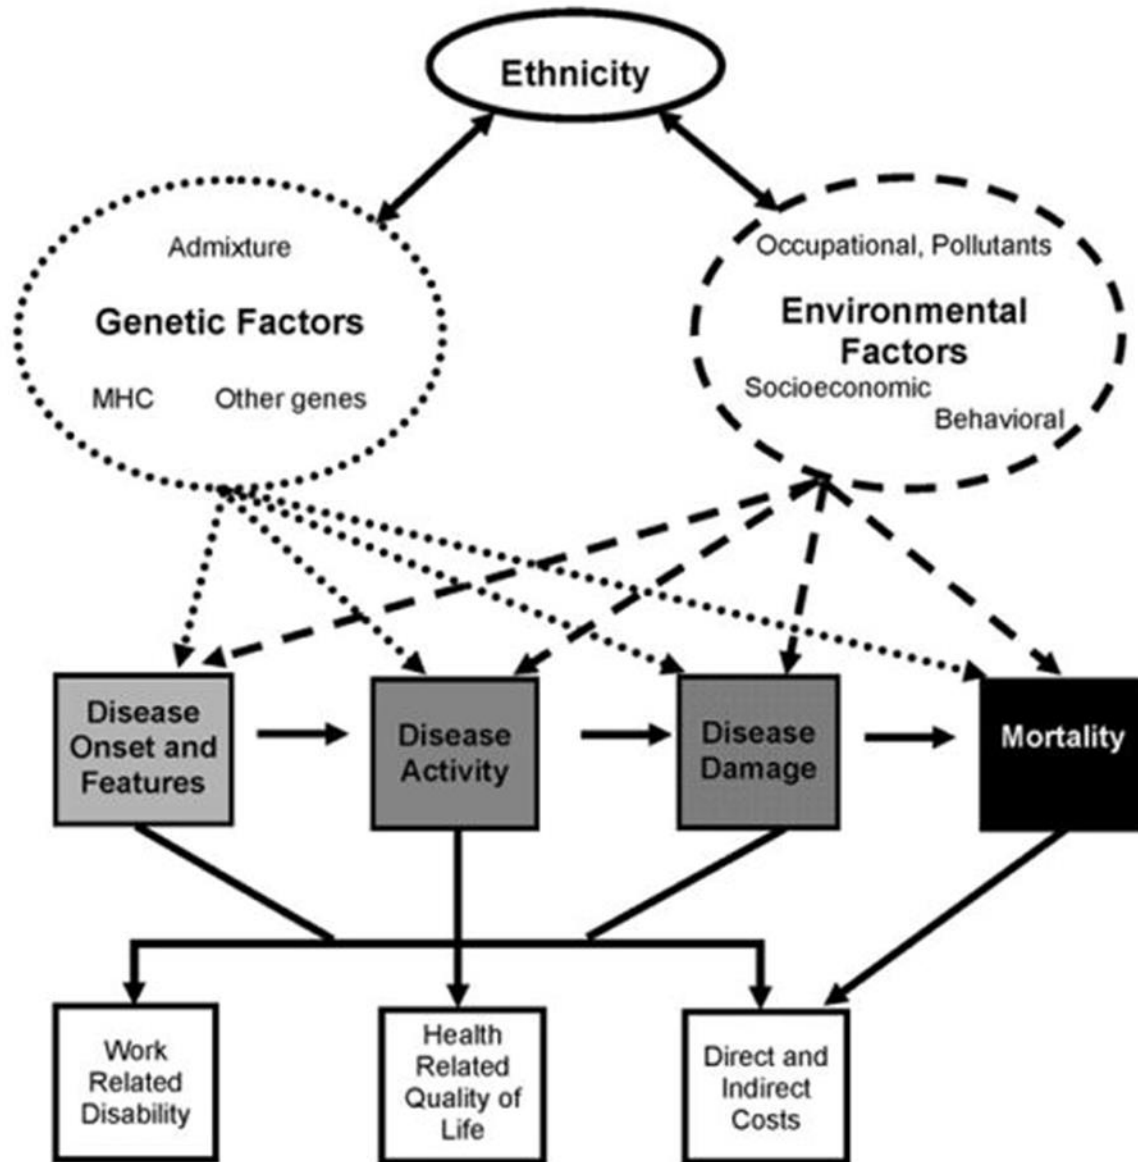 Ethnicity
Admixture
Genetic Factors
MHC Other genes
Occupational, Pollutants
Environmental
Factors
Socioeconomic
Behavioral
Disease
Onset and
Features
Disease
Activity
Disease
Damage
Mortality
Work
Related
Disability
Health
Related
Quality of
Life
Direct and
Indirect
Costs